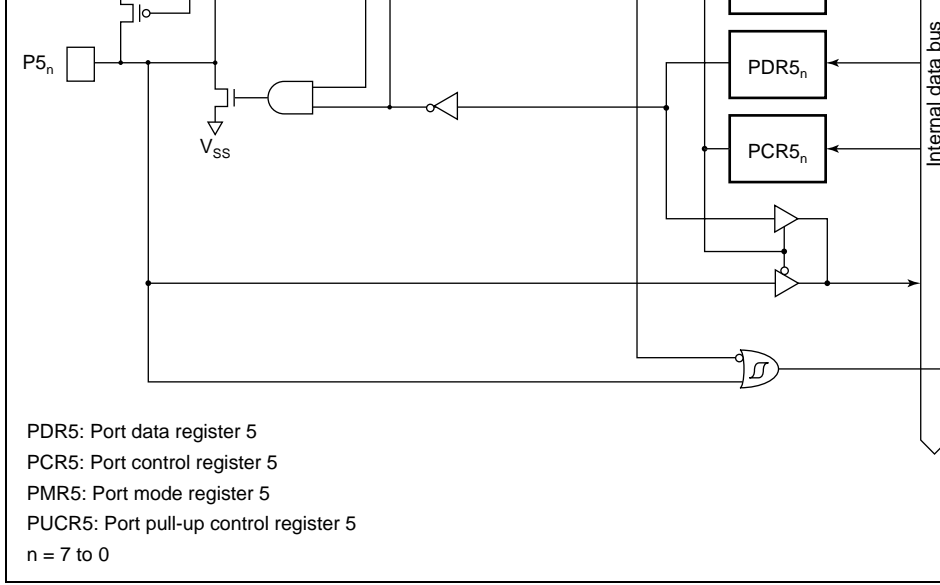 P5n
VSS
PDR5n
PCR5n
Internal data bus
PDR5: Port data register 5
PCR5: Port control register 5
PMR5: Port mode register 5
PUCR5: Port pull-up control register 5
n = 7 to 0